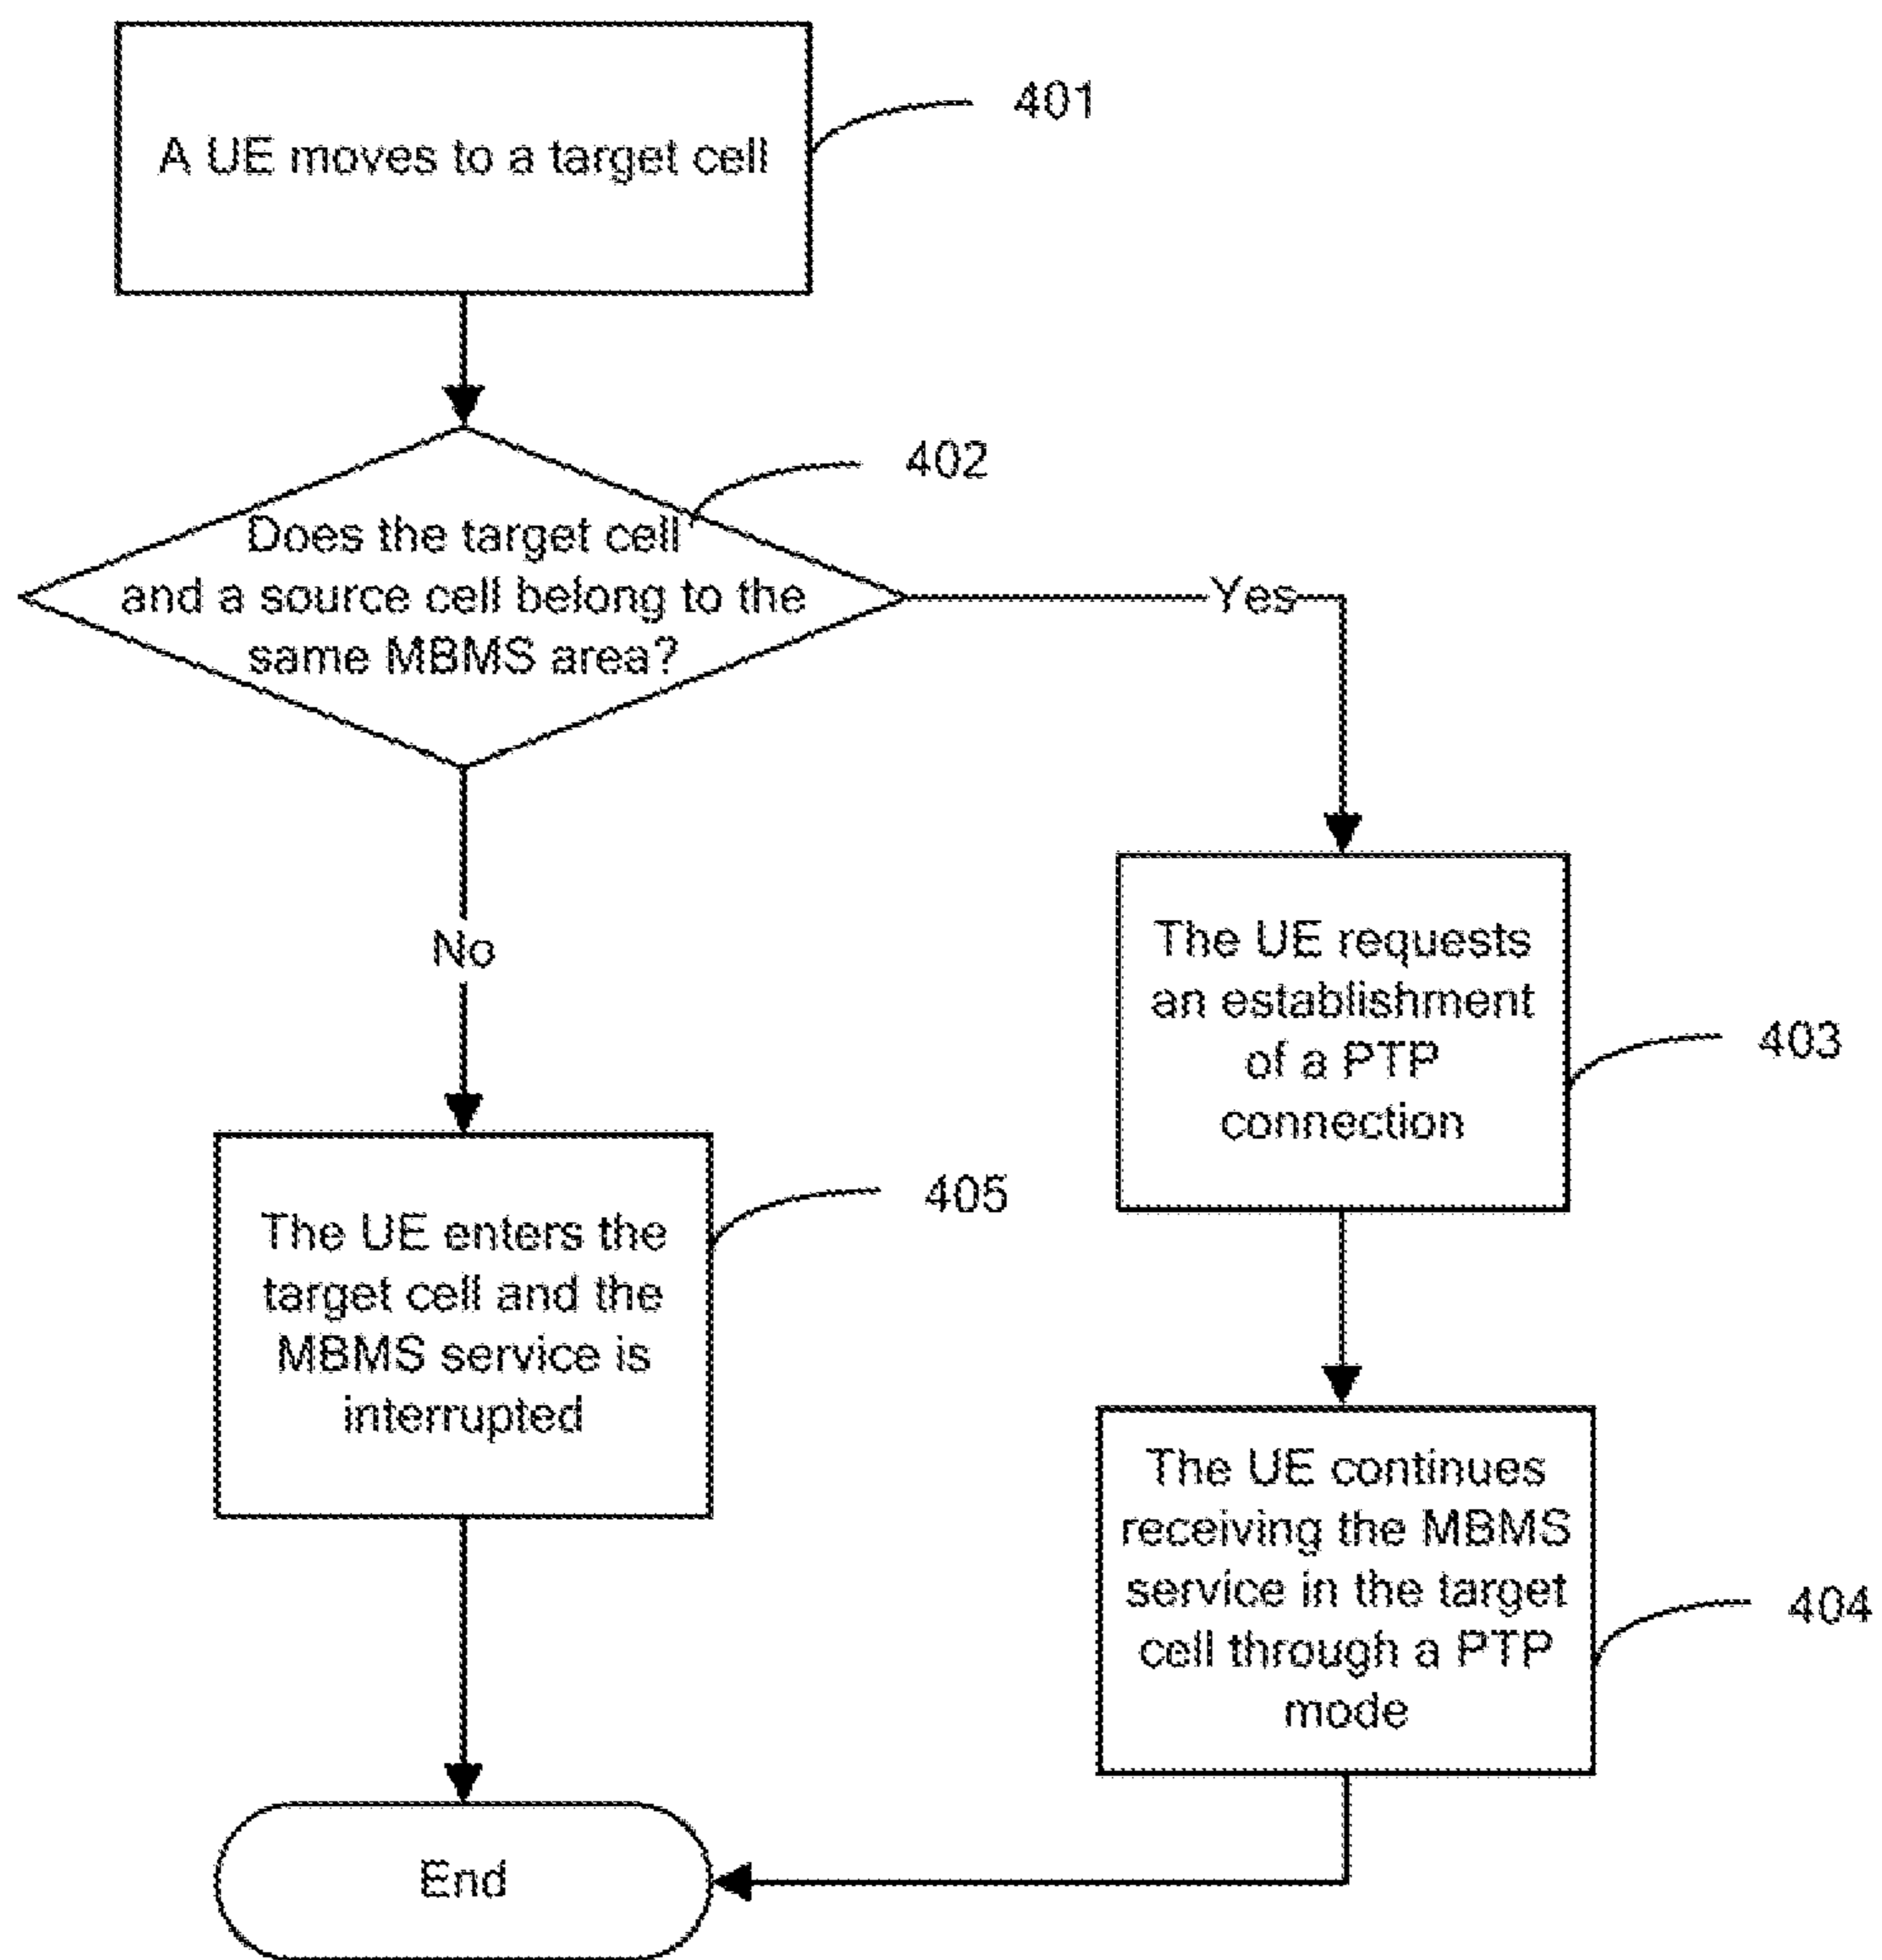 A UE moves to a target cell
401
402
Does the target cell
and a source cell belong to the
same MBMS area?
Yes
No
The UE requests
an establishment
of a PTP
connection
403
405
The UE enters the
target cell and the
MBMS service is
interrupted
The UE continues
receiving the MBMS
service in the target
cell through a PTP
mode
404
End